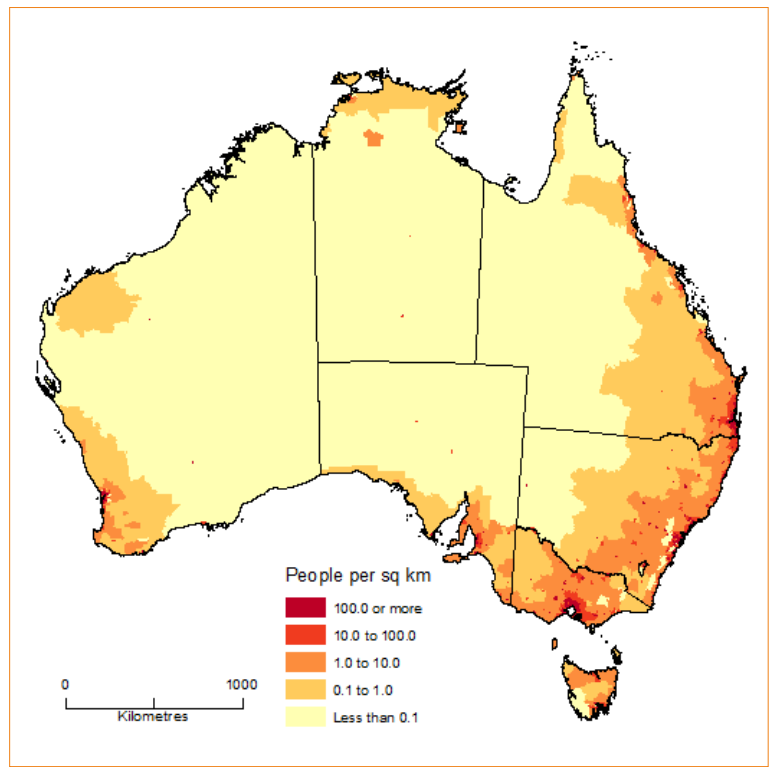 People per sq km
100.0 or more
10.0 to 100.0
1.0 to 10.0
0.1 to 1.0
Less than 0.1
0 1000
Kilometres